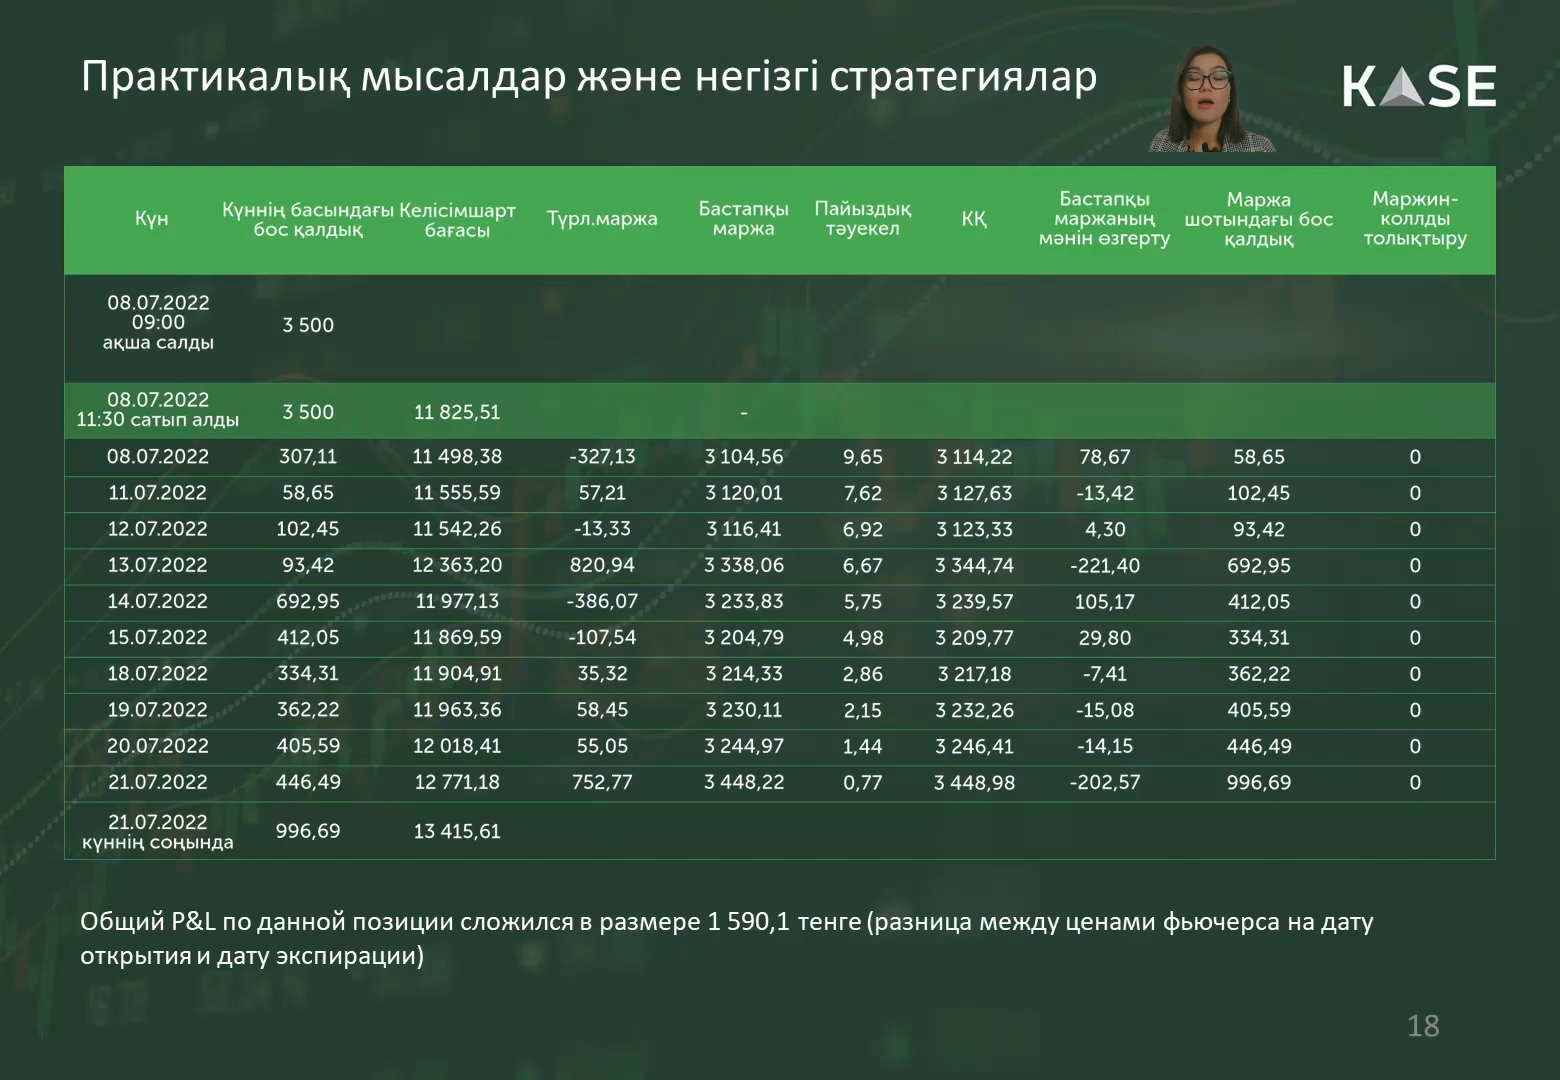 Практикалық мысалдар және негізгі стратегиялар
KASE
Күн
Күннің басындағы
бос қалдық
Келісімшарт
бағасы
Түрл.маржа
Бастапқы
маржа
Пайыздық
тәуекел
КҚ
Бастапқы
маржаның
мәнін өзгерту
Маржа
шотындағы бос
қалдық
Маржин-
коллды
толықтыру
08.07.2022
09:00
ақша салды
3 500
08.07.2022
11:30 сатып алды
3 500 11 825,51 -
08.07.2022 307,11 11 498,38 -327,13 3 104,56 9,65 3 114,22 78,67 58,65 0
11.07.2022 58,65 11 555,59 57,21 3 120,01 7,62 3 127,63 -13,42 102,45 0
12.07.2022 102,45 11 542,26 -13,33 3 116,41 6,92 3 123,33 4,30 93,42 0
13.07.2022 93,42 12 363,20 820,94 3 338,06 6,67 3 344,74 -221,40 692,95 0
14.07.2022 692,95 11 977,13 -386,07 3 233,83 5,75 3 239,57 105,17 412,05 0
15.07.2022 412,05 11 869,59 -107,54 3 204,79 4,98 3 209,77 29,80 334,31 0
18.07.2022 334,31 11 904,91 35,32 3 214,33 2,86 3 217,18 -7,41 362,22 0
19.07.2022 362,22 11 963,36 58,45 3 230,11 2,15 3 232,26 -15,08 405,59 0
20.07.2022 405,59 12 018,41 55,05 3 244,97 1,44 3 246,41 -14,15 446,49 0
21.07.2022 446,49 12 771,18 752,77 3 448,22 0,77 3 448,98 -202,57 996,69 0
21.07.2022
күннің соңында
996,69 13 415,61
Общий P&L по данной позиции сложился в размере 1 590,1 тенге (разница между ценами фьючерса на дату
открытия и дату экспирации)
18